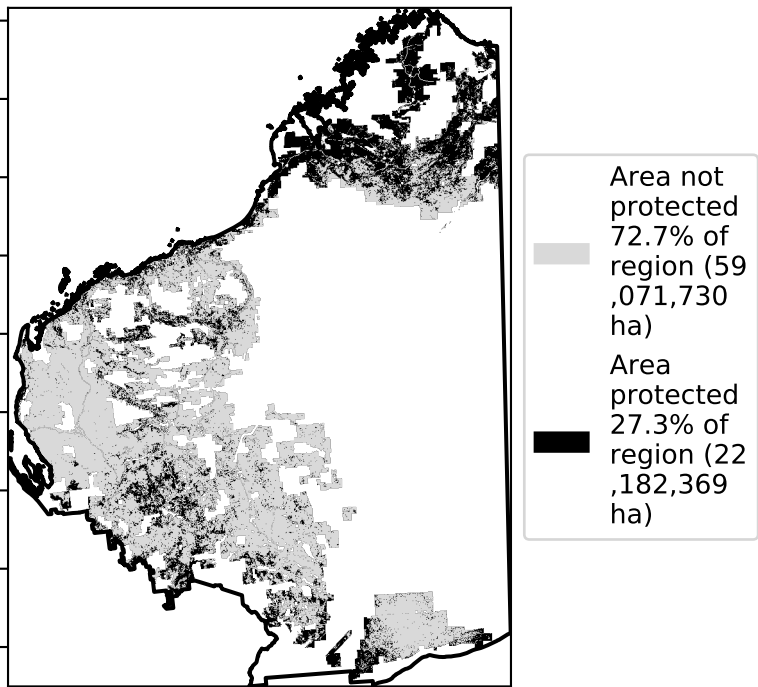 Area not
protected
72.7% of
region (59
,071,730
ha)
Area
protected
27.3% of
region (22
,182,369
ha)